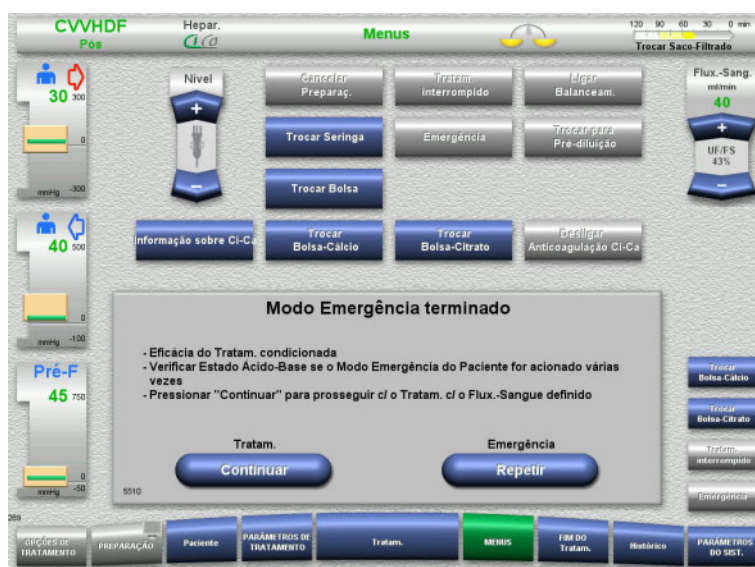 CVVHDF
Pós
Hepar.
CiCa
Menus
120 90 60 30 0 min
Trocar Saco-Filtrado
30
300
0
mmHg -300
Nível
+
−
Cancelar
Preparaç.
Tratam.
interrompido
Ligar
Balanceam.
Flux.-Sang.
ml/min
40
+
UF/FS
43%
−
Trocar Seringa
Emergência
Trocar para
Pré-diluição
Trocar Bolsa
40
500
0
mmHg -100
Informação sobre Ci-Ca
Trocar
Bolsa-Cálcio
Trocar
Bolsa-Citrato
Desligar
Anticoagulação Ci-Ca
Modo Emergência terminado
- Eficácia do Tratam. condicionada
- Verificar Estado Ácido-Base se o Modo Emergência do Paciente for acionado várias
vezes
- Pressionar "Continuar" para prosseguir c/ o Tratam. c/ o Flux.-Sangue definido
Tratam.
Continuar
Emergência
Repetir
5510
Pré-F
45
750
0
mmHg -50
Trocar
Bolsa-Cálcio
Trocar
Bolsa-Citrato
Tratam.
interrompido
Emergência
OPÇÕES DE
TRATAMENTO
PREPARAÇÃO
Paciente
PARÂMETROS DE
TRATAMENTO
Tratam.
MENUS
FIM DO
Tratam.
Histórico
PARÂMETROS
DO SIST.